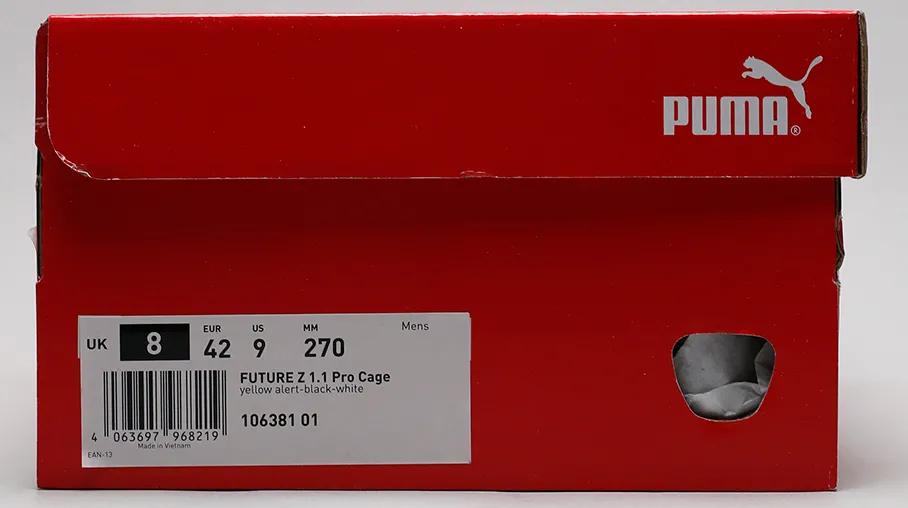 PUMA®
UK 8 EUR 42 US 9 MM 270 Mens
FUTURE Z 1.1 Pro Cage
yellow alert-black-white
106381 01
4 063697 968219
Made in Vietnam
EAN-13